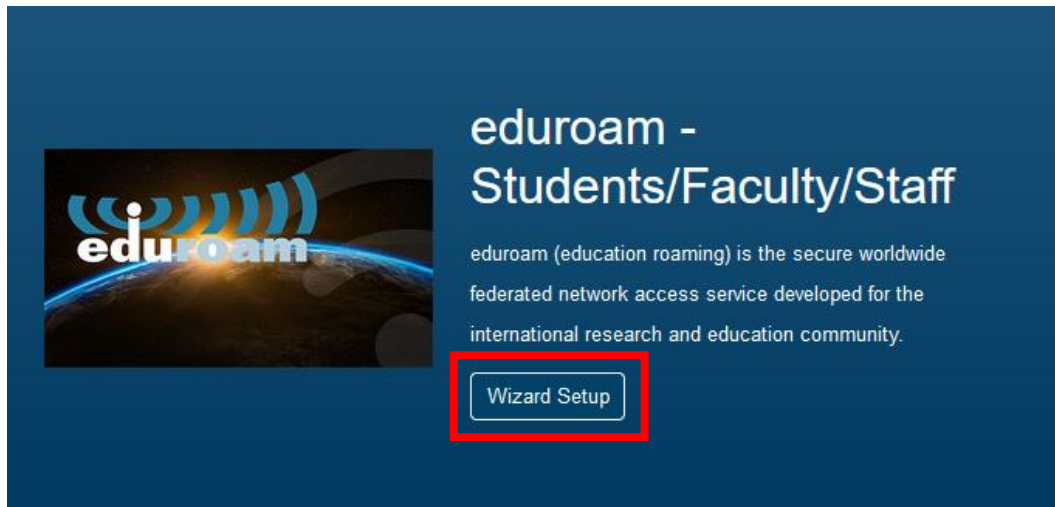 eduroam
eduroam -
Students/Faculty/Staff
eduroam (education roaming) is the secure worldwide
federated network access service developed for the
international research and education community.
Wizard Setup